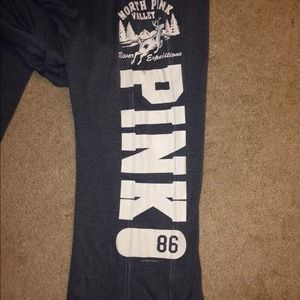 NORTH PINK
VALLEY
River Expeditions
PINK
86